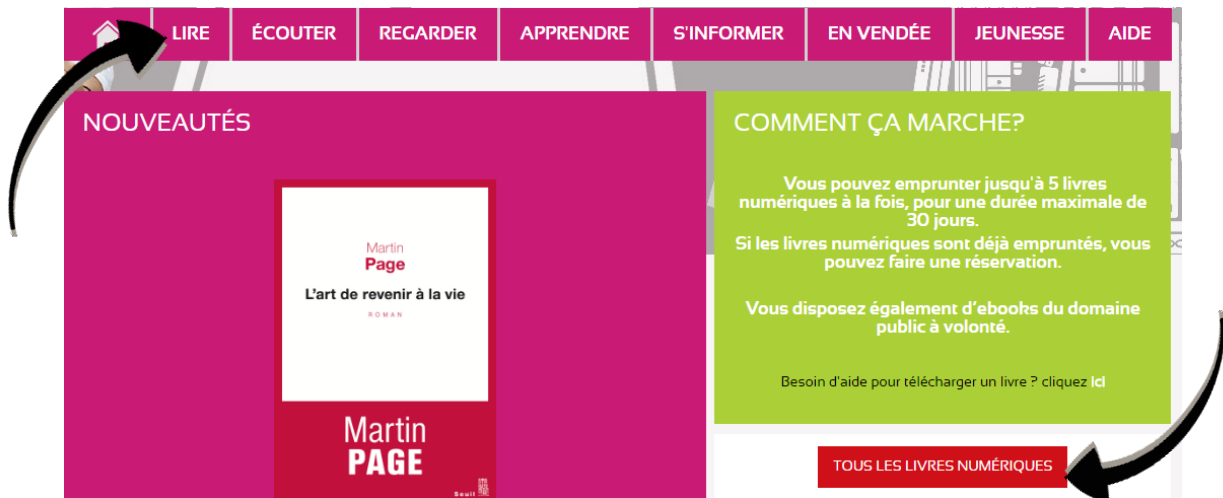 LIRE ÉCOUTER REGARDER APPRENDRE S'INFORMER EN VENDÉE JEUNESSE AIDE
NOUVEAUTÉS
Martin
Page
L'art de revenir à la vie
ROMAN
Martin
PAGE
Seuil
COMMENT ÇA MARCHE?
Vous pouvez emprunter jusqu'à 5 livres
numériques à la fois, pour une durée maximale de
30 jours.
Si les livres numériques sont déjà empruntés, vous
pouvez faire une réservation.
Vous disposez également d'ebooks du domaine
public à volonté.
Besoin d'aide pour télécharger un livre ? cliquez ici
TOUS LES LIVRES NUMÉRIQUES